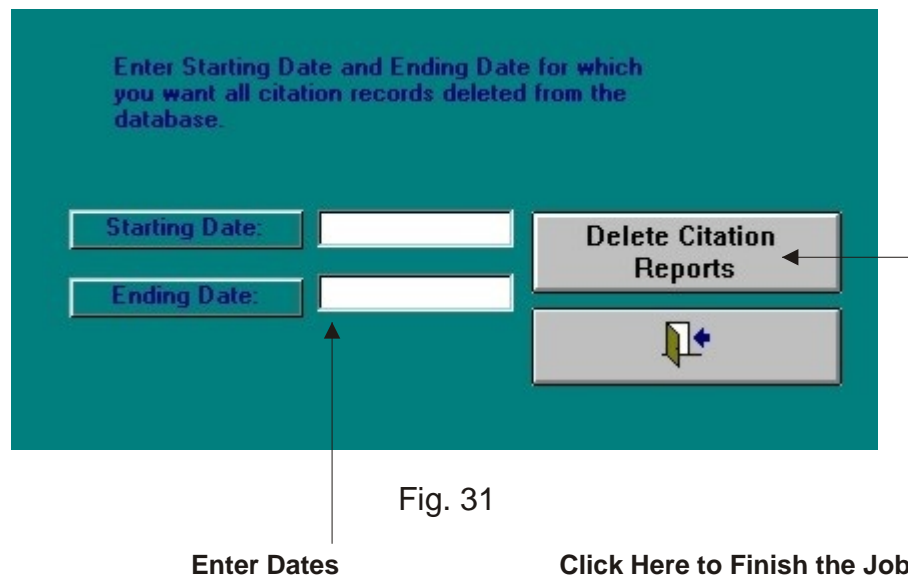 Enter Starting Date and Ending Date for which
you want all citation records deleted from the
database.
Starting Date:
Ending Date:
Delete Citation
Reports
Fig. 31
Enter Dates
Click Here to Finish the Job